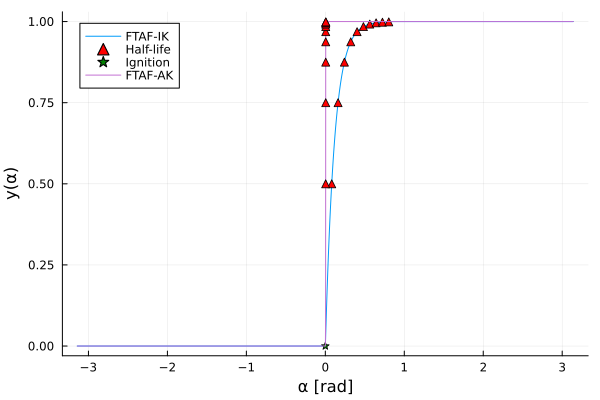 1.00
FTAF-IK
Half-life
Ignition
FTAF-AK
0.75
y(α)
0.50
0.25
0.00
−3 −2 −1 0 1 2 3
α [rad]